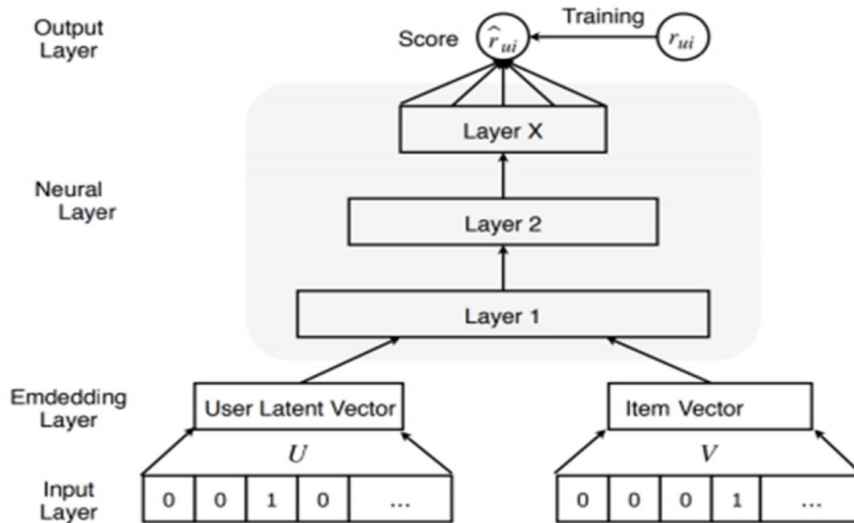 Output
Layer
Score
r̂ui
Training
rui
Layer X
Neural
Layer
Layer 2
Layer 1
Emdedding
Layer
User Latent Vector
Item Vector
U
V
Input
Layer
0 0 1 0 ...
0 0 0 1 ...